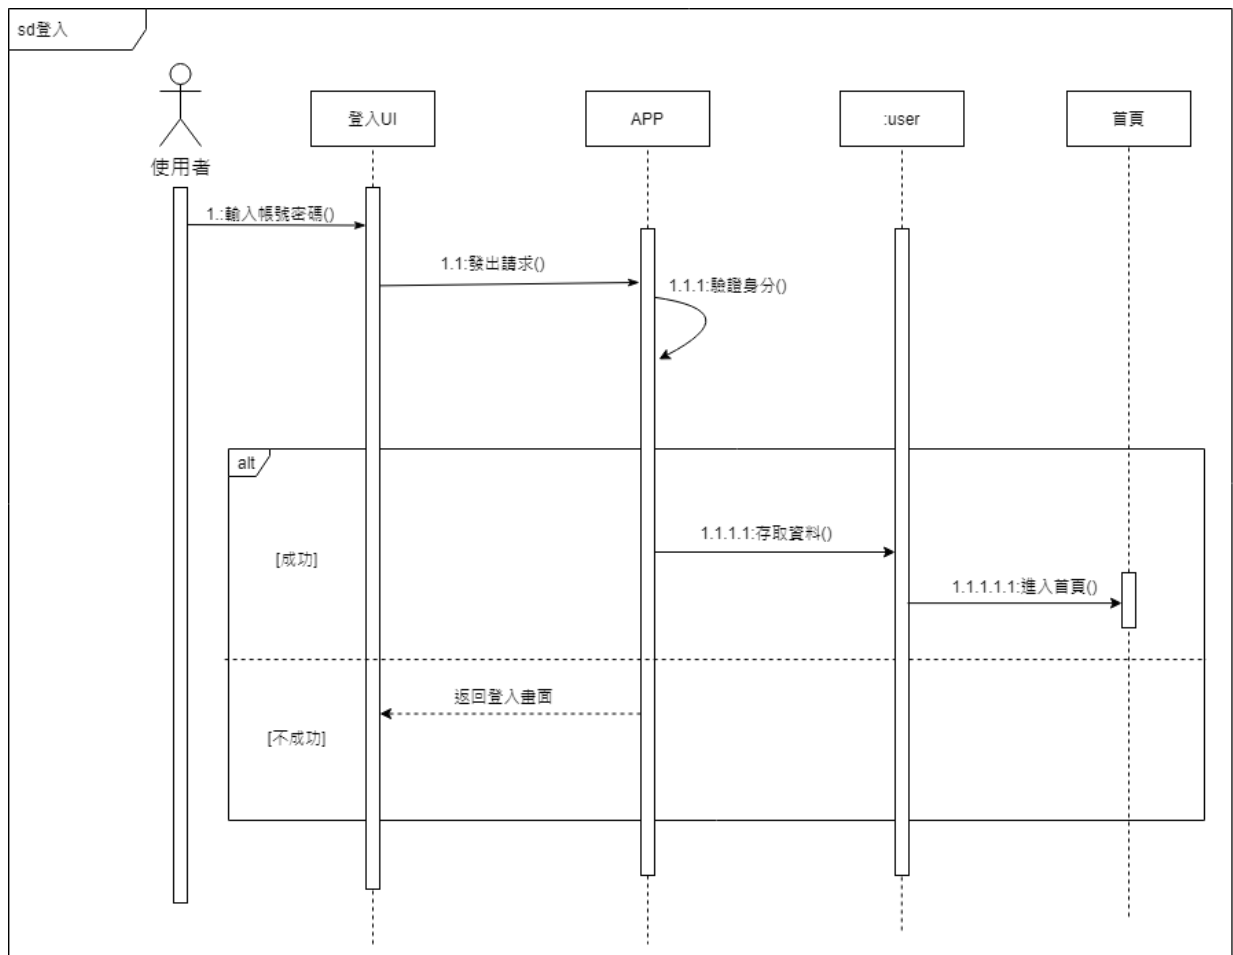 sd登入
使用者
登入UI
APP
:user
首頁
1.:輸入帳號密碼()
1.1:發出請求()
1.1.1:驗證身分()
alt
[成功]
1.1.1.1:存取資料()
1.1.1.1.1:進入首頁()
返回登入畫面
[不成功]